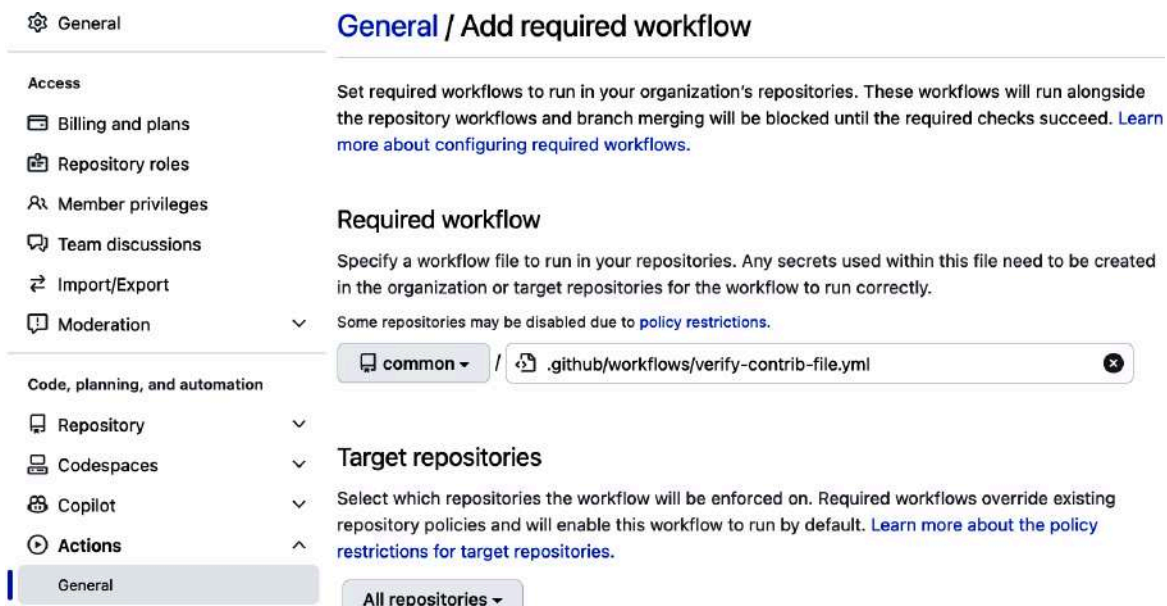 General
Access
Billing and plans
Repository roles
Member privileges
Team discussions
Import/Export
Moderation
Code, planning, and automation
Repository
Codespaces
Copilot
Actions
General
General / Add required workflow
Set required workflows to run in your organization's repositories. These workflows will run alongside
the repository workflows and branch merging will be blocked until the required checks succeed. Learn
more about configuring required workflows.
Required workflow
Specify a workflow file to run in your repositories. Any secrets used within this file need to be created
in the organization or target repositories for the workflow to run correctly.
Some repositories may be disabled due to policy restrictions.
common / .github/workflows/verify-contrib-file.yml
Target repositories
Select which repositories the workflow will be enforced on. Required workflows override existing
repository policies and will enable this workflow to run by default. Learn more about the policy
restrictions for target repositories.
All repositories